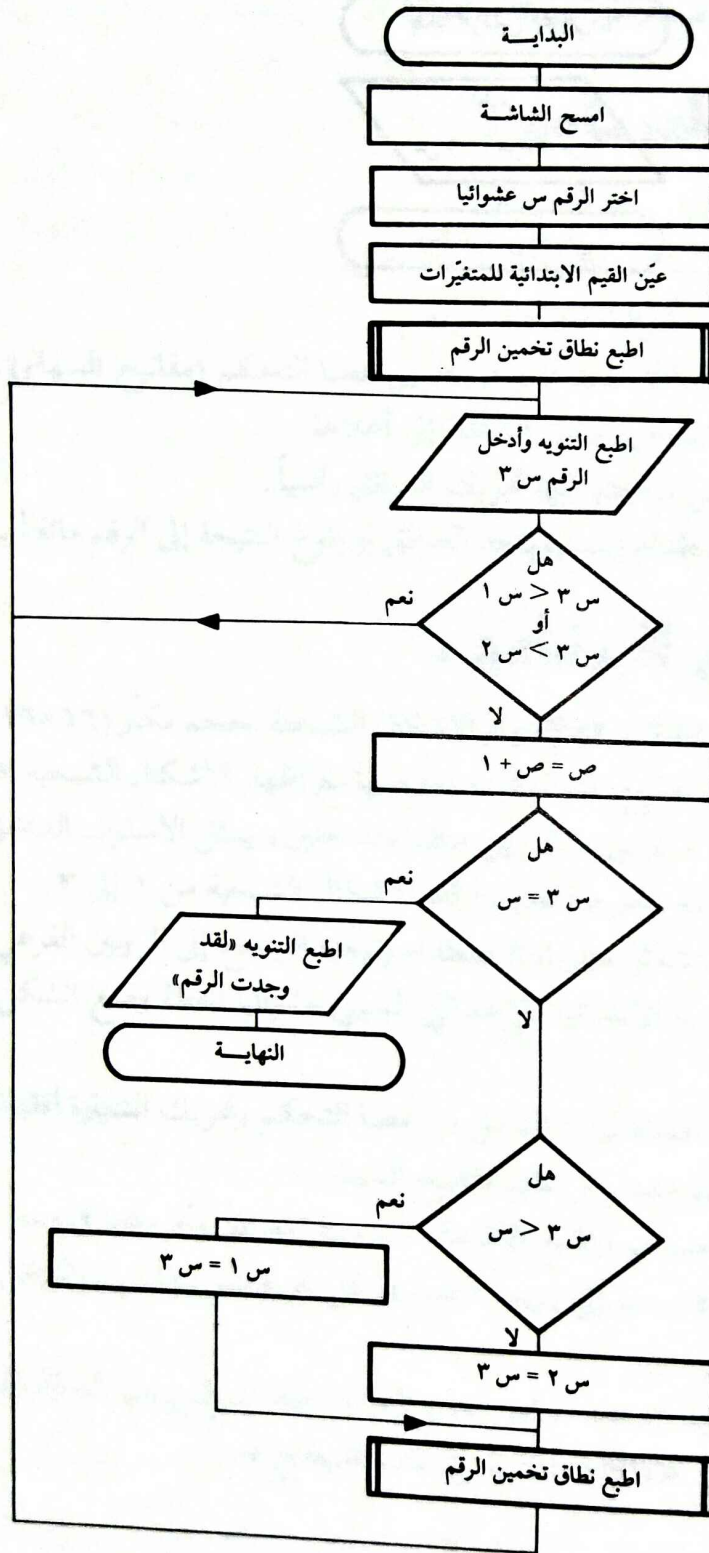 البدايـــة
امسح الشاشـــة
اختر الرقم س عشوائيا
عيّن القيم الابتدائية للمتغيّرات
اطبع نطاق تخمين الرقم
اطبع التنويه وأدخل
الرقم س ٣
هل
س ٣ < س ١
أو
س ٣ > س ٢
نعم
لا
ص = ص + ١
هل
س ٣ = س
نعم
اطبع التنويه «لقد
وجدت الرقم»
النهايـــة
لا
هل
س ٣ < س
نعم
س ١ = س ٣
لا
س ٢ = س ٣
اطبع نطاق تخمين الرقم